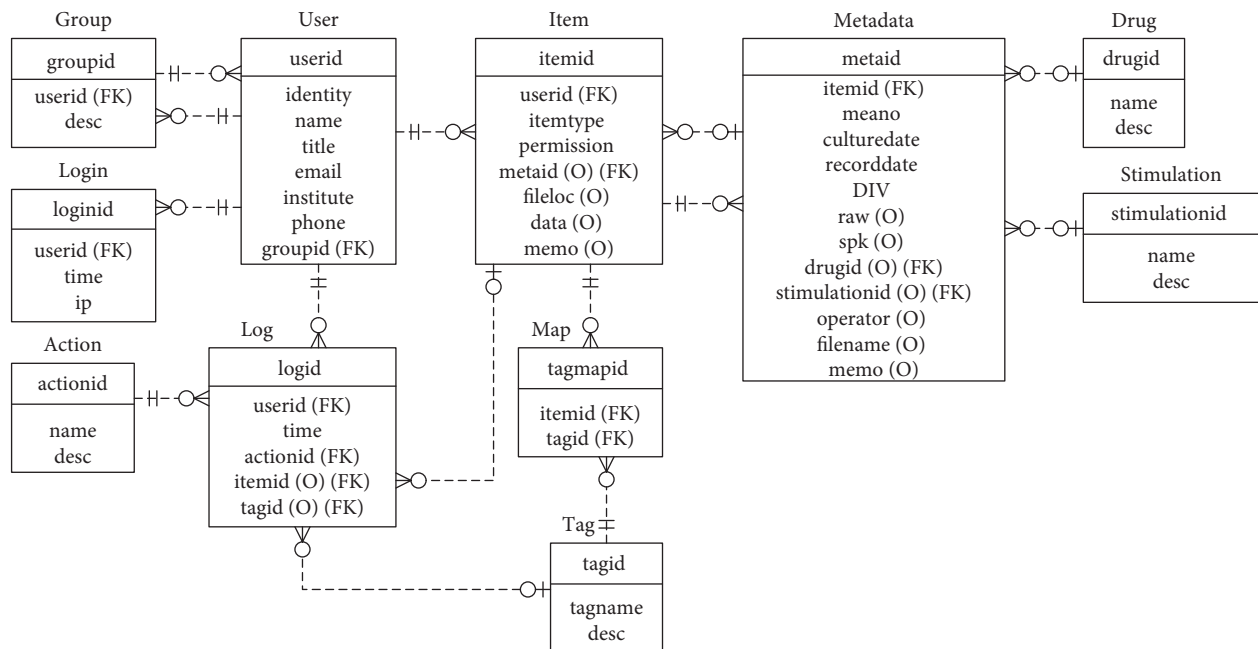 Group
groupid
userid (FK)
desc
User
userid
identity
name
title
email
institute
phone
groupid (FK)
Item
itemid
userid (FK)
itemtype
permission
metaid (O) (FK)
fileloc (O)
data (O)
memo (O)
Metadata
metaid
itemid (FK)
meano
culturedate
recorddate
DIV
raw (O)
spk (O)
drugid (O) (FK)
stimulationid (O) (FK)
operator (O)
filename (O)
memo (O)
Drug
drugid
name
desc
Login
loginid
userid (FK)
time
ip
Stimulation
stimulationid
name
desc
Action
actionid
name
desc
Log
logid
userid (FK)
time
actionid (FK)
itemid (O) (FK)
tagid (O) (FK)
Map
tagmapid
itemid (FK)
tagid (FK)
Tag
tagid
tagname
desc